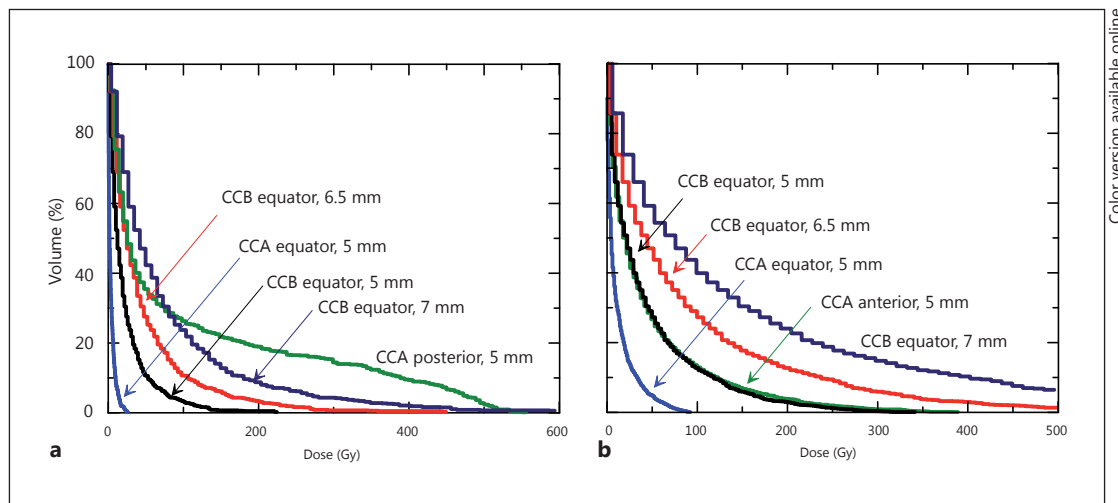 100
80
60
40
20
0
Volume (%)
CCB equator, 6.5 mm
CCA equator, 5 mm
CCB equator, 5 mm
CCB equator, 7 mm
CCA posterior, 5 mm
0
200
400
600
Dose (Gy)
a
CCB equator, 5 mm
CCB equator, 6.5 mm
CCA equator, 5 mm
CCA anterior, 5 mm
CCB equator, 7 mm
0
100
200
300
400
500
Dose (Gy)
b
Color version available online